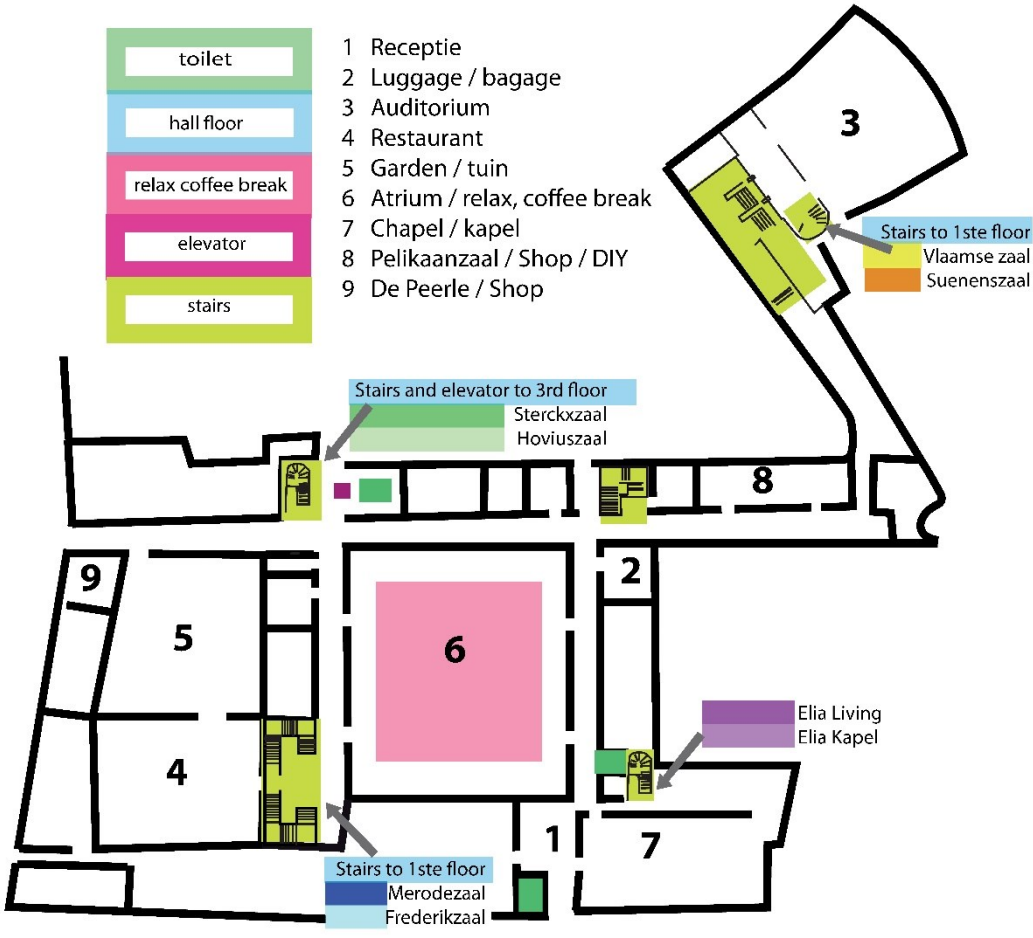 toilet
hall floor
relax coffee break
elevator
stairs
1 Receptie
2 Luggage / bagage
3 Auditorium
4 Restaurant
5 Garden / tuin
6 Atrium / relax, coffee break
7 Chapel / kapel
8 Pelikaanzaal / Shop / DIY
9 De Peerle / Shop
3
Stairs to 1ste floor
Vlaamse zaal
Suenenszaal
Stairs and elevator to 3rd floor
Sterckxzaal
Hoviuszaal
8
9
2
5
6
Elia Living
Elia Kapel
4
1
7
Stairs to 1ste floor
Merodezaal
Frederikzaal